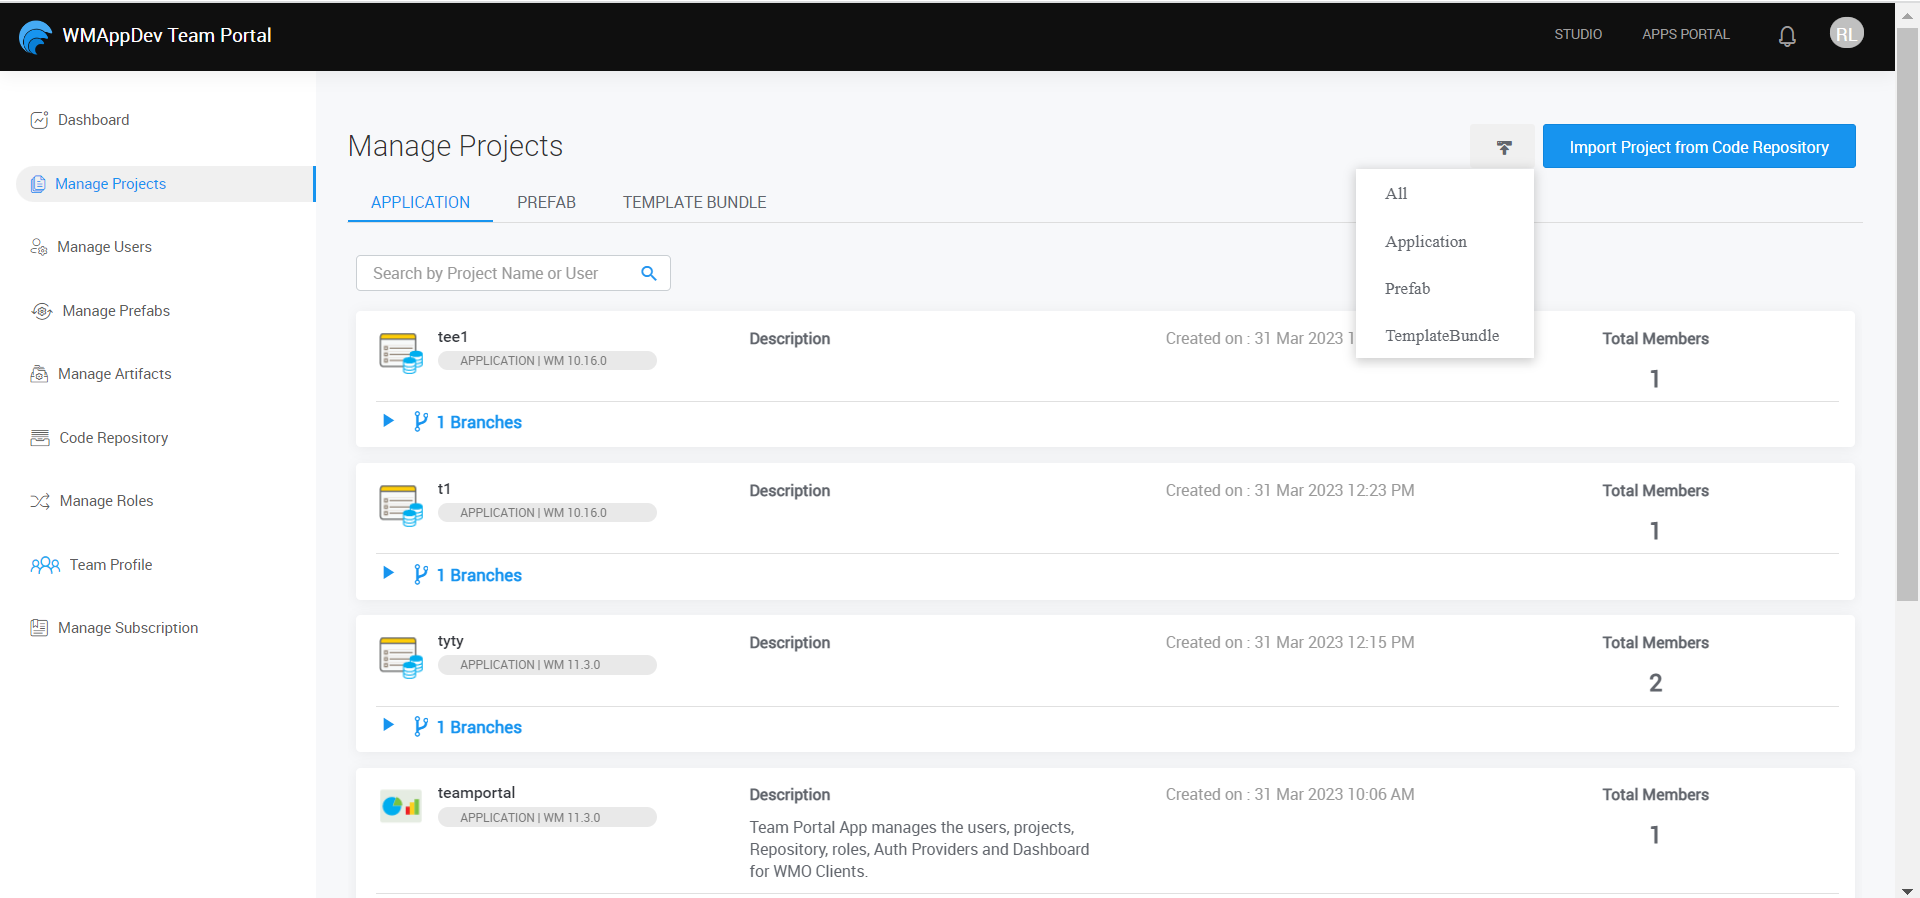 WMAppDev Team Portal
STUDIO
APPS PORTAL
RL
Dashboard
Manage Projects
Manage Users
Manage Prefabs
Manage Artifacts
Code Repository
Manage Roles
Team Profile
Manage Subscription
Manage Projects
Import Project from Code Repository
All
Application
Prefab
TemplateBundle
APPLICATION
PREFAB
TEMPLATE BUNDLE
Search by Project Name or User
tee1
APPLICATION | WM 10.16.0
Description
Created on : 31 Mar 2023 1
Total Members
1
1 Branches
t1
APPLICATION | WM 10.16.0
Description
Created on : 31 Mar 2023 12:23 PM
Total Members
1
1 Branches
tyty
APPLICATION | WM 11.3.0
Description
Created on : 31 Mar 2023 12:15 PM
Total Members
2
1 Branches
teamportal
APPLICATION | WM 11.3.0
Description
Team Portal App manages the users, projects,
Repository, roles, Auth Providers and Dashboard
for WMO Clients.
Created on : 31 Mar 2023 10:06 AM
Total Members
1